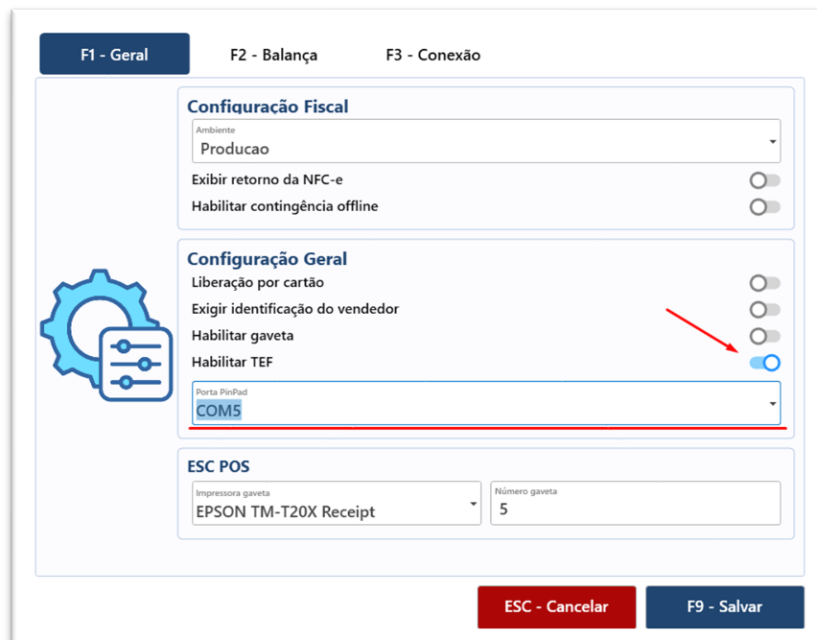 F1 - Geral
F2 - Balança
F3 - Conexão
Configuração Fiscal
Ambiente
Producao
Exibir retorno da NFC-e
Habilitar contingência offline
Configuração Geral
Liberação por cartão
Exigir identificação do vendedor
Habilitar gaveta
Habilitar TEF
Porta PinPad
COM5
ESC POS
Impressora gaveta
EPSON TM-T20X Receipt
Número gaveta
5
ESC - Cancelar
F9 - Salvar